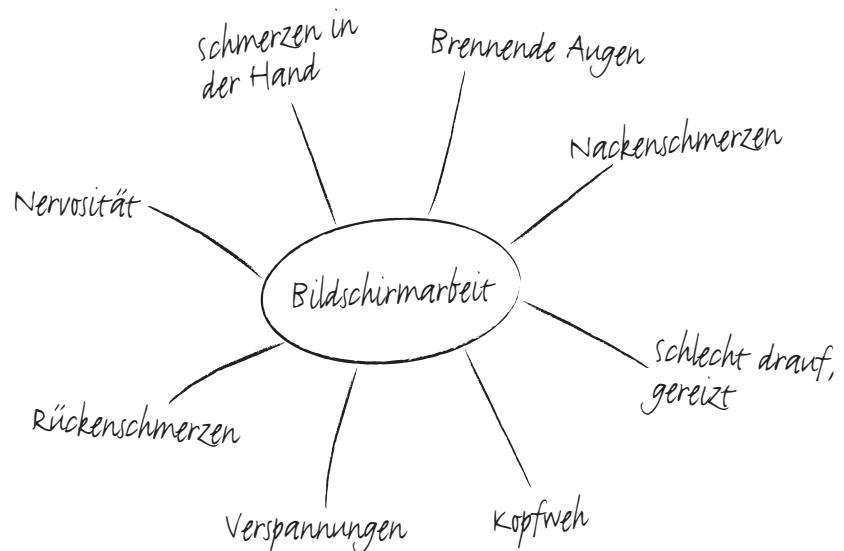 Schmerzen in
der Hand
Brennende Augen
Nackenschmerzen
Nervosität
Bildschirmarbeit
Schlecht drauf,
gereizt
Rückenschmerzen
Verspannungen
Kopfweh